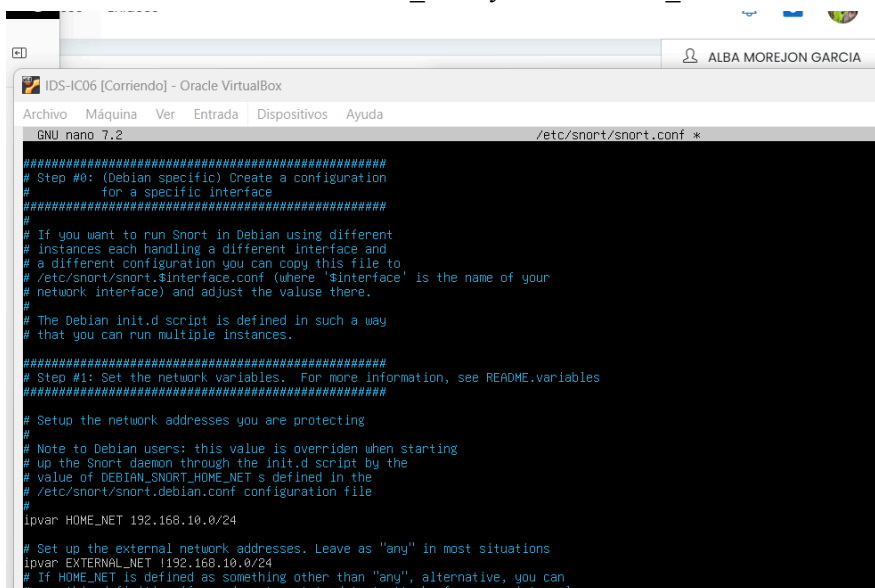 ALBA MOREJON GARCIA
IDS-IC06 [Corriendo] - Oracle VirtualBox
Archivo Máquina Ver Entrada Dispositivos Ayuda
GNU nano 7.2 /etc/snort/snort.conf *
###################################################
# Step #0: (Debian specific) Create a configuration
# for a specific interface
###################################################
#
# If you want to run Snort in Debian using different
# instances each handling a different interface and
# a different configuration you can copy this file to
# /etc/snort/snort.$interface.conf (where '$interface' is the name of your
# network interface) and adjust the valuse there.
#
# The Debian init.d script is defined in such a way
# that you can run multiple instances.
###################################################
# Step #1: Set the network variables. For more information, see README.variables
###################################################
# Setup the network addresses you are protecting
#
# Note to Debian users: this value is overriden when starting
# up the Snort daemon through the init.d script by the
# value of DEBIAN_SNORT_HOME_NET s defined in the
# /etc/snort/snort.debian.conf configuration file
#
ipvar HOME_NET 192.168.10.0/24
# Set up the external network addresses. Leave as "any" in most situations
ipvar EXTERNAL_NET !192.168.10.0/24
# If HOME_NET is defined as something other than "any", alternative, you can